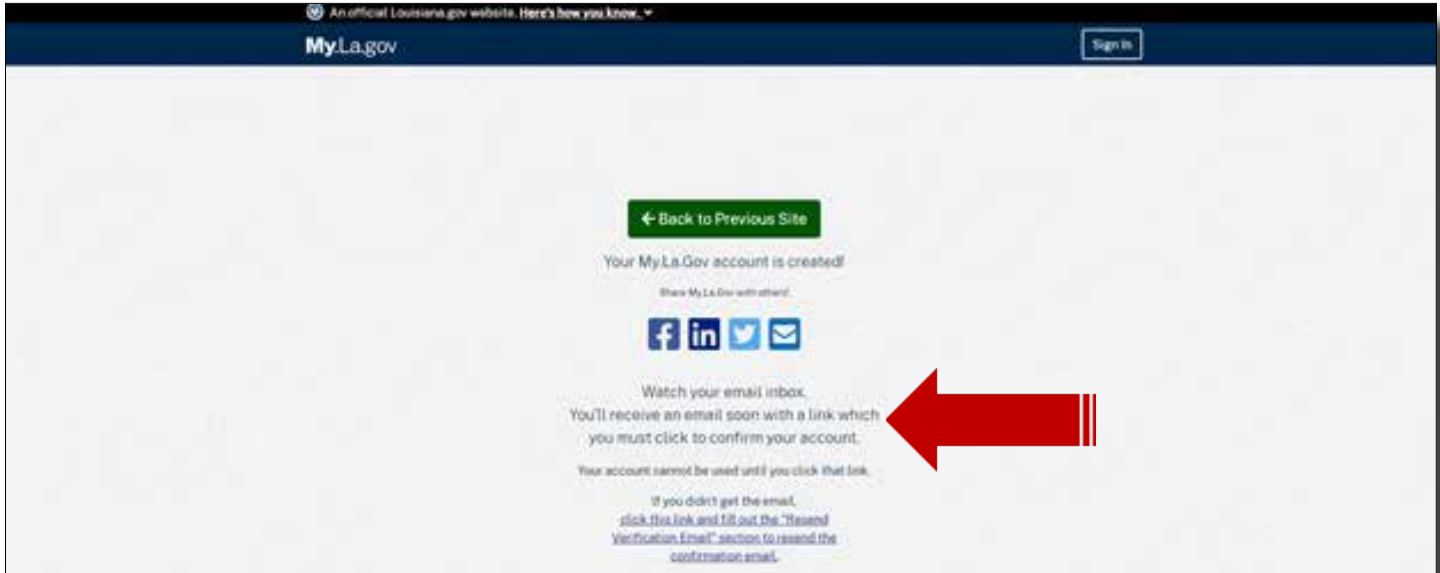 An official Louisiana.gov website. Here's how you know.
My.La.gov
Sign In
← Back to Previous Site
Your My.La.Gov account is created!
Share My.La.Gov with others!
Watch your email inbox.
You'll receive an email soon with a link which
you must click to confirm your account.
Your account cannot be used until you click that link.
If you didn't get the email,
click this link and fill out the "Resend
Verification Email" section to resend the
confirmation email.